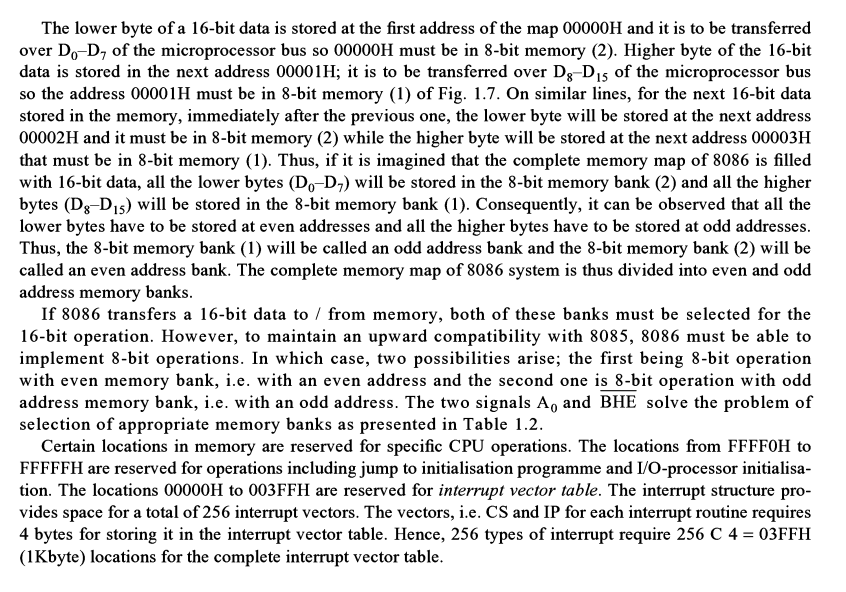 The lower byte of a 16-bit data is stored at the first address of the map 00000H and it is to be transferred
over D₀–D₇ of the microprocessor bus so 00000H must be in 8-bit memory (2). Higher byte of the 16-bit
data is stored in the next address 00001H; it is to be transferred over D₈–D₁₅ of the microprocessor bus
so the address 00001H must be in 8-bit memory (1) of Fig. 1.7. On similar lines, for the next 16-bit data
stored in the memory, immediately after the previous one, the lower byte will be stored at the next address
00002H and it must be in 8-bit memory (2) while the higher byte will be stored at the next address 00003H
that must be in 8-bit memory (1). Thus, if it is imagined that the complete memory map of 8086 is filled
with 16-bit data, all the lower bytes (D₀–D₇) will be stored in the 8-bit memory bank (2) and all the higher
bytes (D₈–D₁₅) will be stored in the 8-bit memory bank (1). Consequently, it can be observed that all the
lower bytes have to be stored at even addresses and all the higher bytes have to be stored at odd addresses.
Thus, the 8-bit memory bank (1) will be called an odd address bank and the 8-bit memory bank (2) will be
called an even address bank. The complete memory map of 8086 system is thus divided into even and odd
address memory banks.
If 8086 transfers a 16-bit data to / from memory, both of these banks must be selected for the
16-bit operation. However, to maintain an upward compatibility with 8085, 8086 must be able to
implement 8-bit operations. In which case, two possibilities arise; the first being 8-bit operation
with even memory bank, i.e. with an even address and the second one is 8-bit operation with odd
address memory bank, i.e. with an odd address. The two signals A₀ and B̅H̅E̅ solve the problem of
selection of appropriate memory banks as presented in Table 1.2.
Certain locations in memory are reserved for specific CPU operations. The locations from FFFF0H to
FFFFFH are reserved for operations including jump to initialisation programme and I/O-processor initialisa-
tion. The locations 00000H to 003FFH are reserved for interrupt vector table. The interrupt structure pro-
vides space for a total of 256 interrupt vectors. The vectors, i.e. CS and IP for each interrupt routine requires
4 bytes for storing it in the interrupt vector table. Hence, 256 types of interrupt require 256 C 4 = 03FFH
(1Kbyte) locations for the complete interrupt vector table.